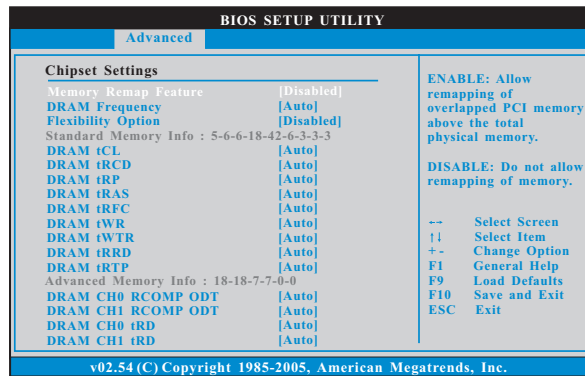 BIOS SETUP UTILITY
Advanced
Chipset Settings
Memory Remap Feature [Disabled]
DRAM Frequency [Auto]
Flexibility Option [Disabled]
Standard Memory Info : 5-6-6-18-42-6-3-3-3
DRAM tCL [Auto]
DRAM tRCD [Auto]
DRAM tRP [Auto]
DRAM tRAS [Auto]
DRAM tRFC [Auto]
DRAM tWR [Auto]
DRAM tWTR [Auto]
DRAM tRRD [Auto]
DRAM tRTP [Auto]
Advanced Memory Info : 18-18-7-7-0-0
DRAM CH0 RCOMP ODT [Auto]
DRAM CH1 RCOMP ODT [Auto]
DRAM CH0 tRD [Auto]
DRAM CH1 tRD [Auto]
ENABLE: Allow
remapping of
overlapped PCI memory
above the total
physical memory.
DISABLE: Do not allow
remapping of memory.
←→ Select Screen
↑↓ Select Item
+ - Change Option
F1 General Help
F9 Load Defaults
F10 Save and Exit
ESC Exit
v02.54 (C) Copyright 1985-2005, American Megatrends, Inc.